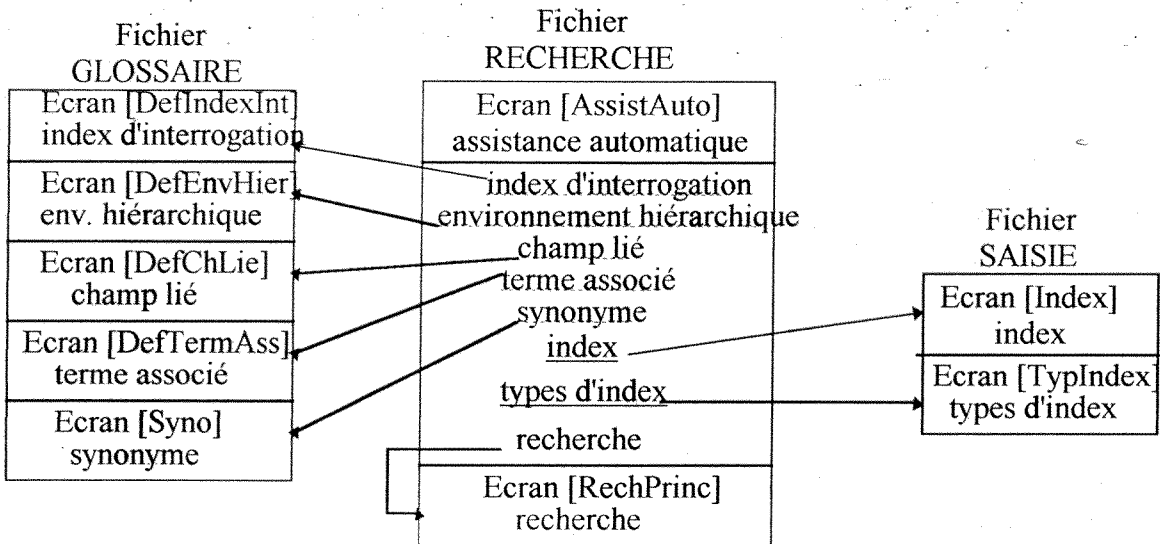 Fichier
GLOSSAIRE
Ecran [DefIndexInt]
index d'interrogation
Ecran [DefEnvHier]
env. hiérarchique
Ecran [DefChLie]
champ lié
Ecran [DefTermAss]
terme associé
Ecran [Syno]
synonyme
Fichier
RECHERCHE
Ecran [AssistAuto]
assistance automatique
index d'interrogation
environnement hiérarchique
champ lié
terme associé
synonyme
index
types d'index
recherche
Ecran [RechPrinc]
recherche
Fichier
SAISIE
Ecran [Index]
index
Ecran [TypIndex]
types d'index